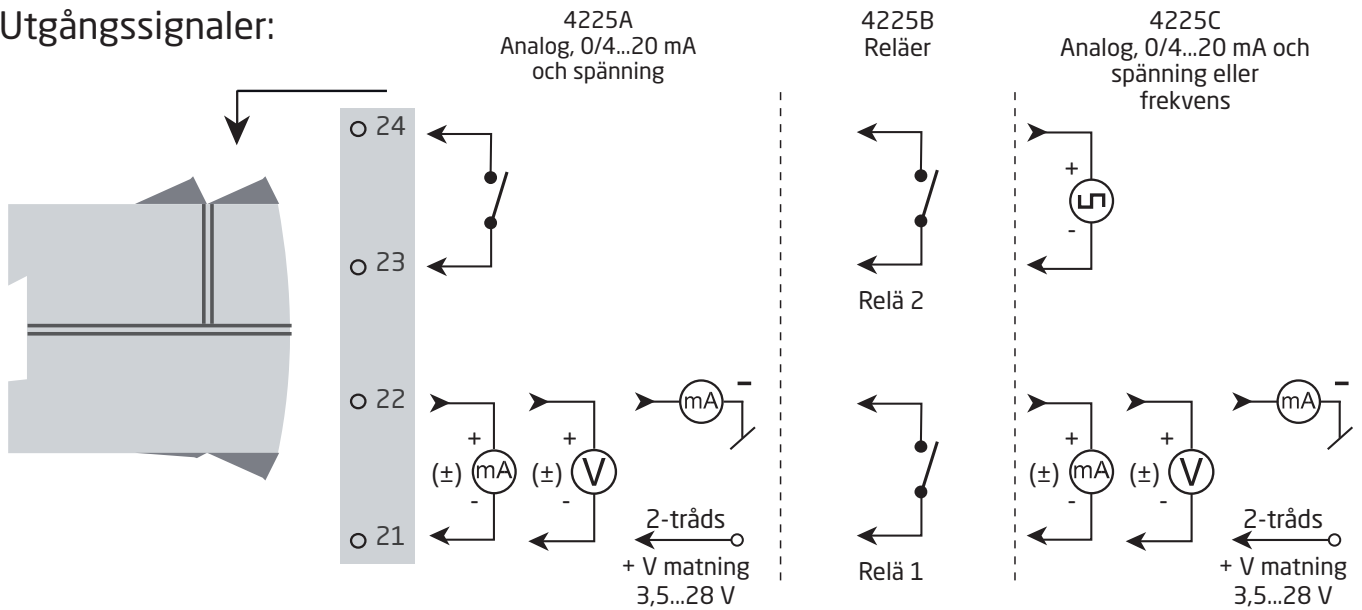 Utgångssignaler:
4225A
Analog, 0/4...20 mA
och spänning
4225B
Reläer
4225C
Analog, 0/4...20 mA och
spänning eller
frekvens
24
23
22
21
+
(±) mA
-
+
(±) V
-
mA -
2-tråds
+ V matning
3,5...28 V
Relä 2
Relä 1
+
-
+
(±) mA
-
+
(±) V
-
mA -
2-tråds
+ V matning
3,5...28 V